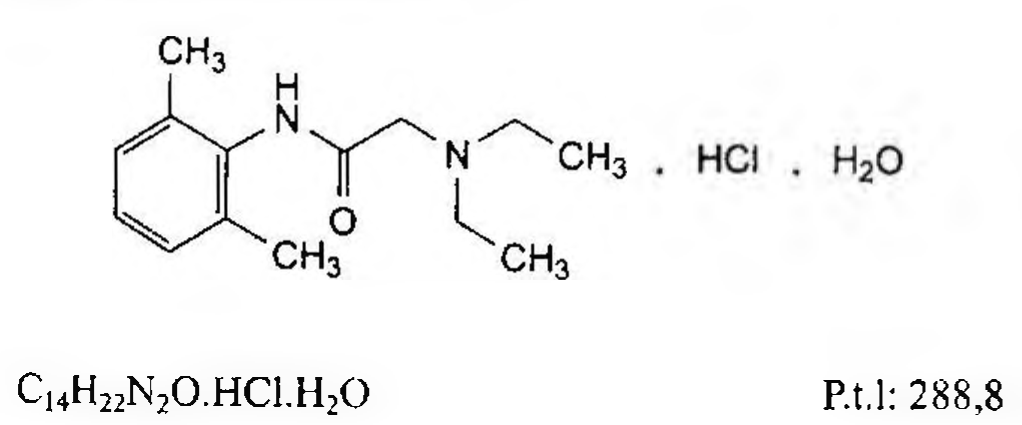 CH₃
H
N
N
CH₃ . HCl . H₂O
O
CH₃
CH₃
C₁₄H₂₂N₂O.HCl.H₂O P.t.l: 288,8